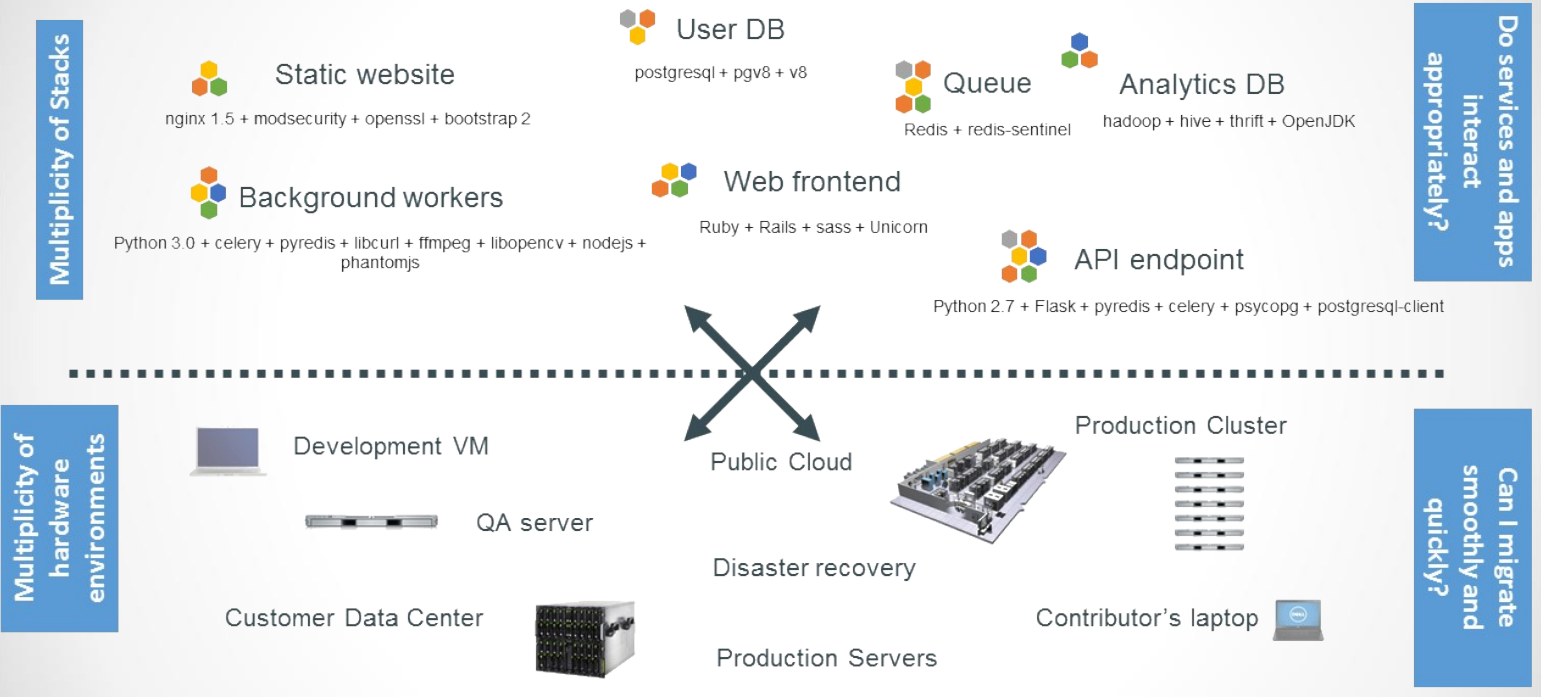 Multiplicity of Stacks
Static website
nginx 1.5 + modsecurity + openssl + bootstrap 2
User DB
postgresql + pgv8 + v8
Queue
Redis + redis-sentinel
Analytics DB
hadoop + hive + thrift + OpenJDK
Background workers
Python 3.0 + celery + pyredis + libcurl + ffmpeg + libopencv + nodejs +
phantomjs
Web frontend
Ruby + Rails + sass + Unicorn
API endpoint
Python 2.7 + Flask + pyredis + celery + psycopg + postgresql-client
Do services and apps
interact
appropriately?
Multiplicity of
hardware
environments
Development VM
QA server
Customer Data Center
Public Cloud
Disaster recovery
Production Servers
Production Cluster
Contributor’s laptop
DELL
Can I migrate
smoothly and
quickly?